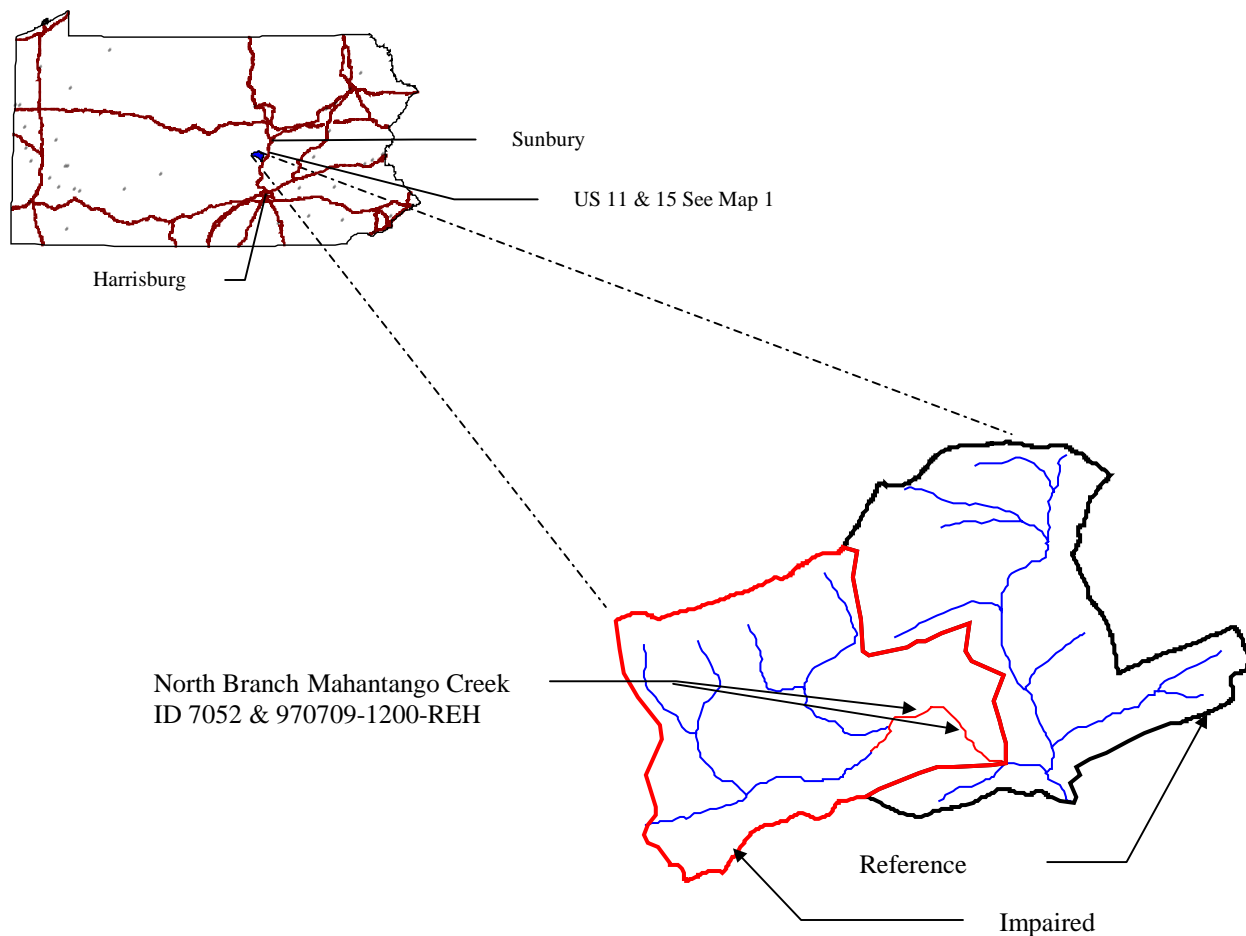 Sunbury
US 11 & 15 See Map 1
Harrisburg
North Branch Mahantango Creek
ID 7052 & 970709-1200-REH
Reference
Impaired